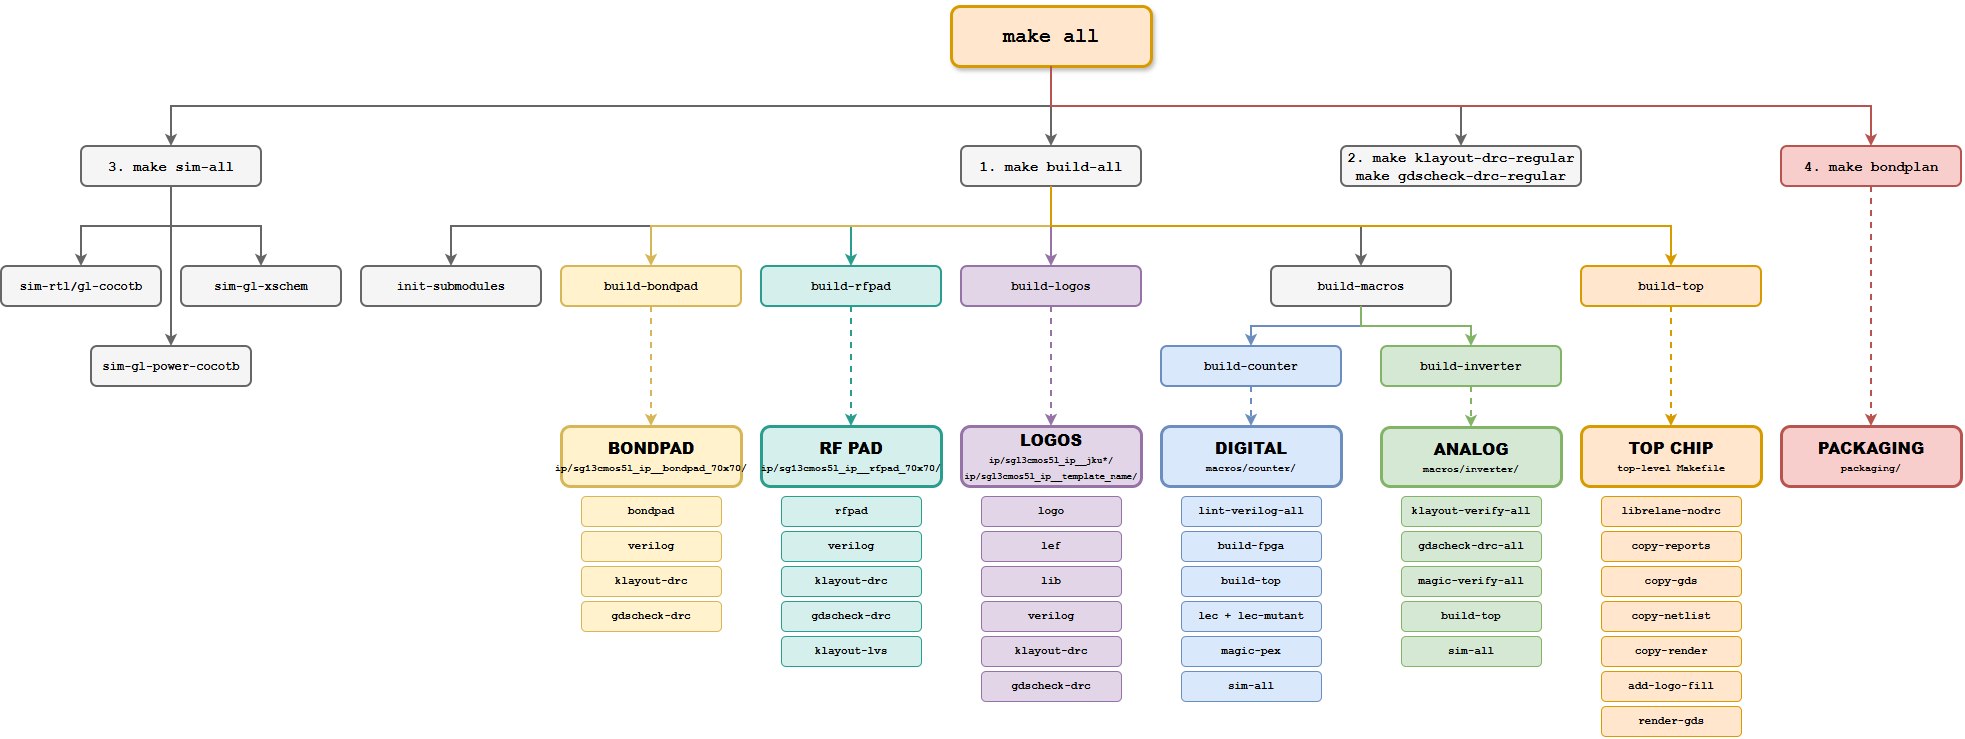 make all
3. make sim-all
1. make build-all
2. make klayout-drc-regular
make gdscheck-drc-regular
4. make bondplan
sim-rtl/gl-cocotb
sim-gl-xschem
init-submodules
build-bondpad
build-rfpad
build-logos
build-macros
build-top
sim-gl-power-cocotb
build-counter
build-inverter
BONDPAD
ip/sg13cmos5l_ip__bondpad_70x70/
RF PAD
ip/sg13cmos5l_ip__rfpad_70x70/
LOGOS
ip/sg13cmos5l_ip__jku*/
ip/sg13cmos5l_ip__template_name/
DIGITAL
macros/counter/
ANALOG
macros/inverter/
TOP CHIP
top-level Makefile
PACKAGING
packaging/
bondpad
verilog
klayout-drc
gdscheck-drc
rfpad
verilog
klayout-drc
gdscheck-drc
klayout-lvs
logo
lef
lib
verilog
klayout-drc
gdscheck-drc
lint-verilog-all
build-fpga
build-top
lec + lec-mutant
magic-pex
sim-all
klayout-verify-all
gdscheck-drc-all
magic-verify-all
build-top
sim-all
librelane-nodrc
copy-reports
copy-gds
copy-netlist
copy-render
add-logo-fill
render-gds